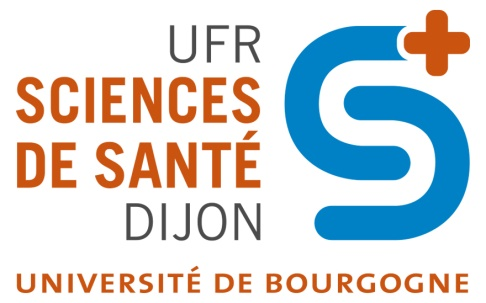 UFR
SCIENCES
DE SANTÉ
DIJON
UNIVERSITÉ DE BOURGOGNE